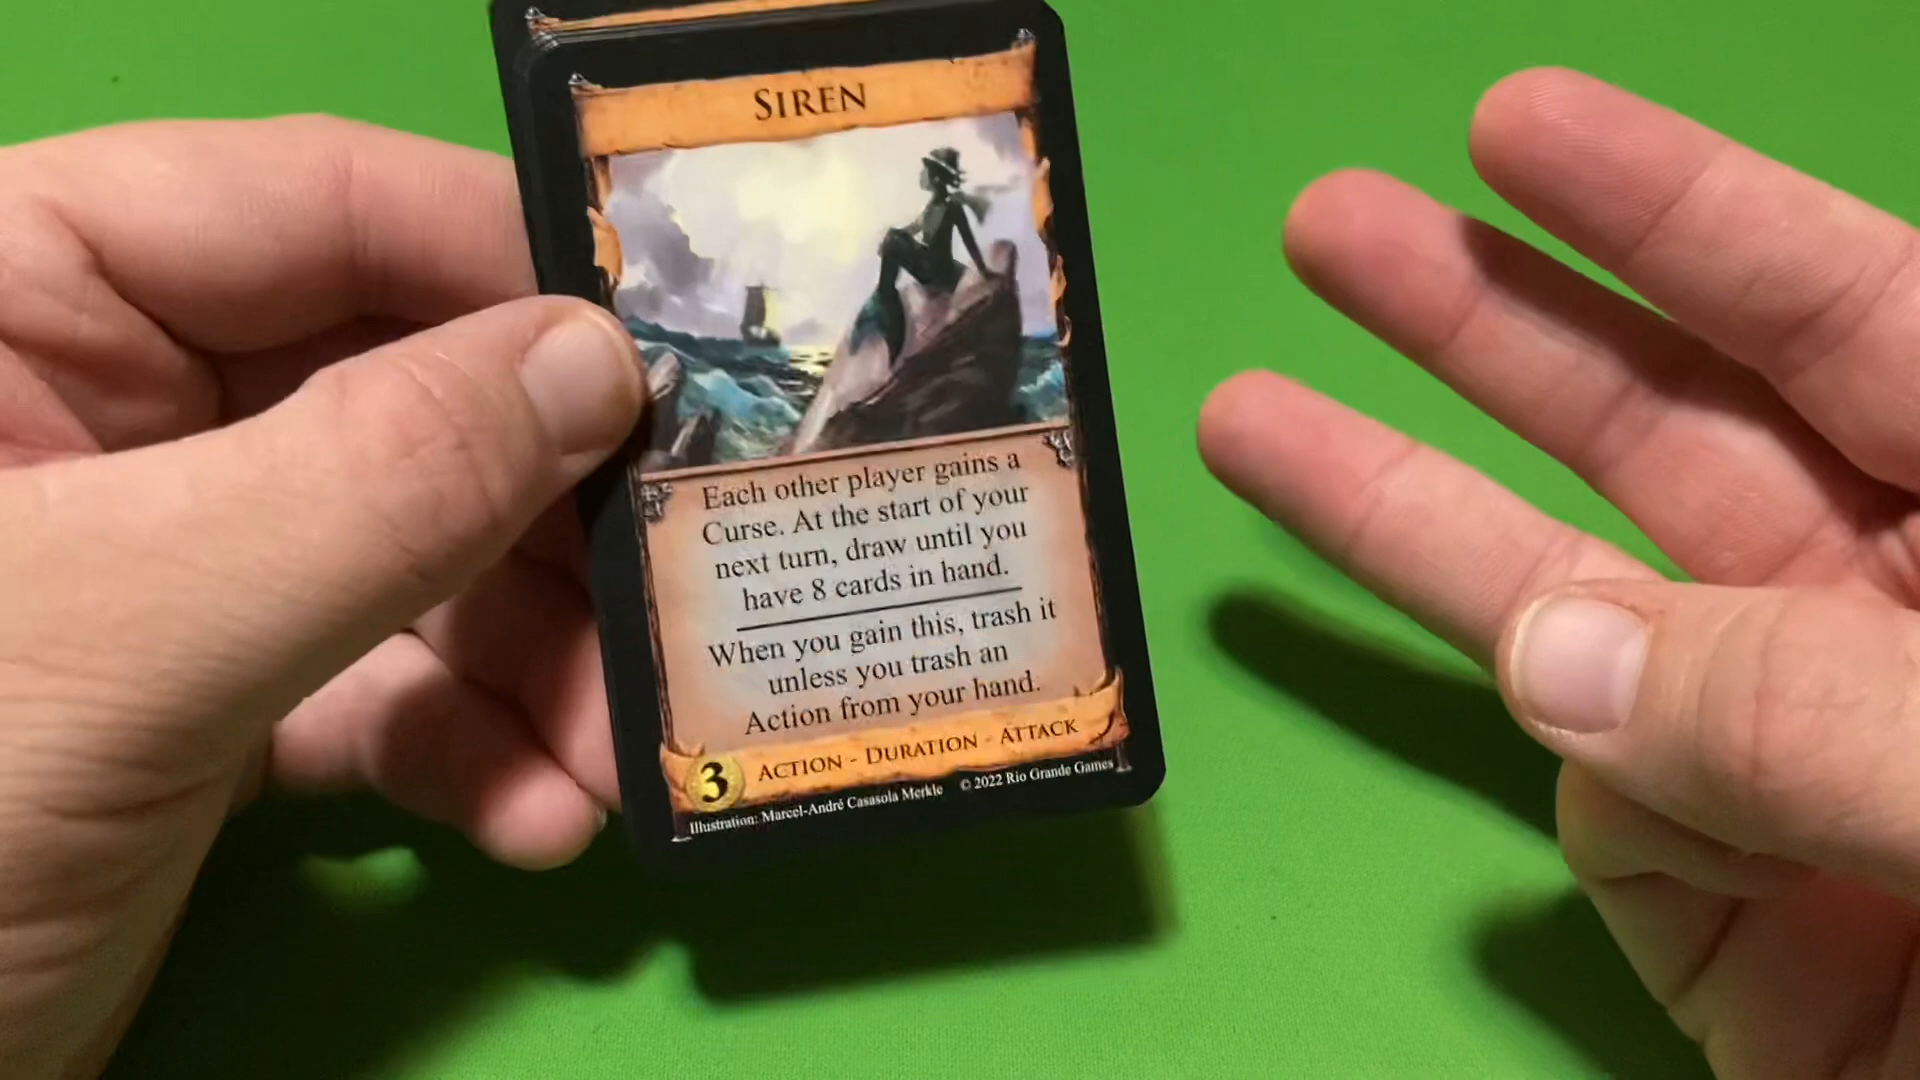 SIREN
Each other player gains a
Curse. At the start of your
next turn, draw until you
have 8 cards in hand.
When you gain this, trash it
unless you trash an
Action from your hand.
3 ACTION - DURATION - ATTACK
Illustration: Marcel-André Casasola Merkle © 2022 Rio Grande Games